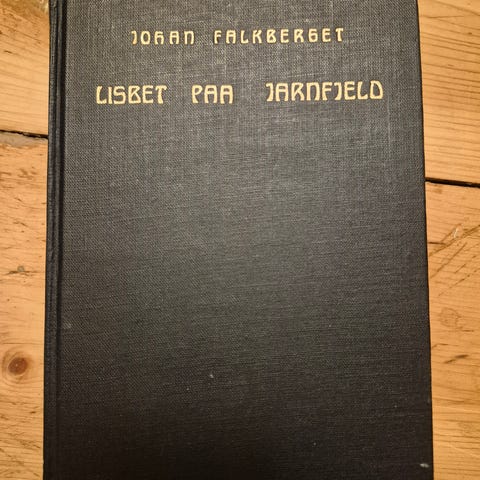 JOHAN FALKBERGET
LISBET PAA JARNFJELD